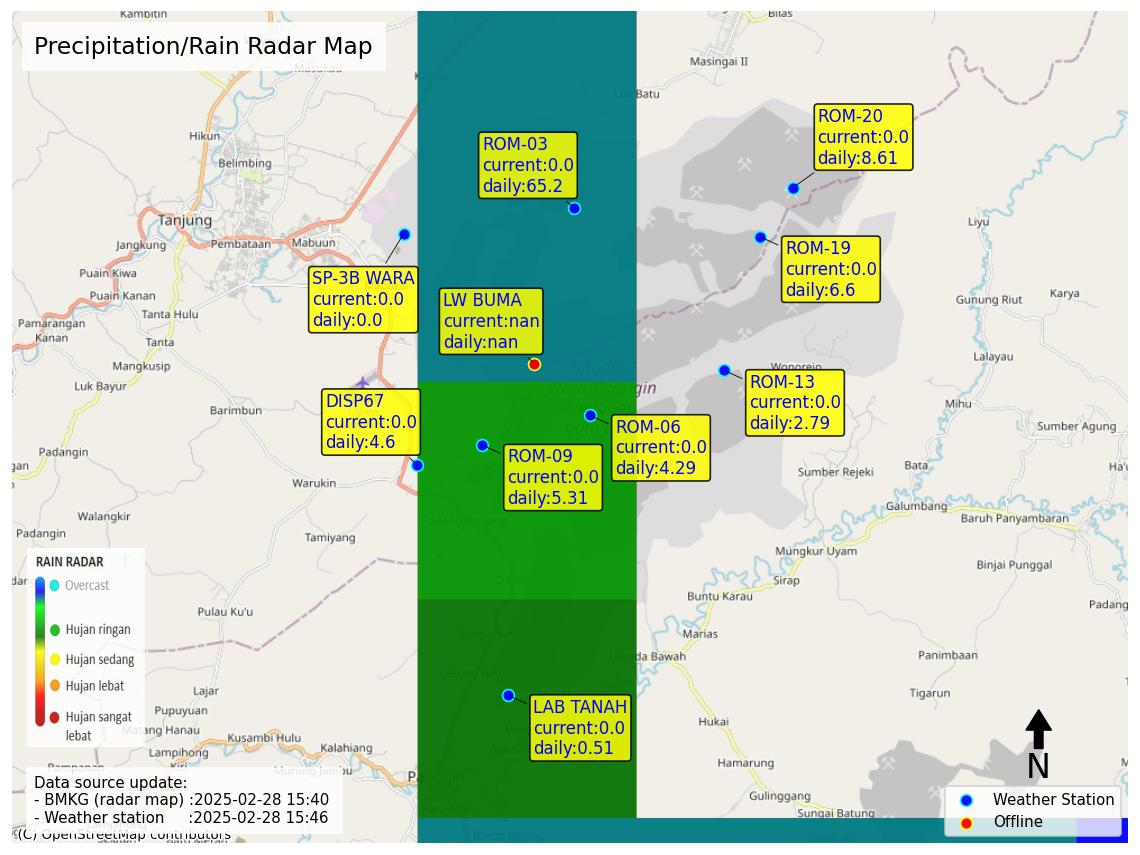 Kambitin
Bilas
Precipitation/Rain Radar Map
Masingai II
Hikun
Belimbing
ROM-20
current:0.0
daily:8.61
ROM-03
current:0.0
daily:65.2
Tanjung
Jangkung
Pembataan
Mabuun
Liyu
ROM-19
current:0.0
daily:6.6
SP-3B WARA
current:0.0
daily:0.0
Puain Kiwa
Puain Kanan
Tanta Hulu
LW BUMA
current:nan
daily:nan
Gunung Riut
Karya
Pamarangan
Kanan
Tanta
Mangkusip
Luk Bayur
Lalayau
Wonorejo
ROM-13
current:0.0
daily:2.79
Barimbun
Mihu
DISP67
current:0.0
daily:4.6
ROM-06
current:0.0
daily:4.29
Sumber Agung
ROM-09
current:0.0
daily:5.31
Padangin
Warukin
Sumber Rejeki
Bata
Galumbang
Baruh Panyambaran
Walangkir
Padangin
Tamiyang
Padang Panjang
Mungkur Uyam
Binjai Punggal
Sirap
Dahai
Buntu Karau
RAIN RADAR
Overcast
Hujan ringan
Hujan sedang
Hujan lebat
Hujan sangat
lebat
Pulau Ku'u
Marias
Lamida Bawah
Panimbaan
Tigarun
Lajar
Pupuyuan
Matang Hanau
Lampihong
Kusambi Hulu
Kalahiang
Murung Jambu
Paringin
LAB TANAH
current:0.0
daily:0.51
Hukai
Hamarung
Gulinggang
Sungai Batung
N
Data source update:
- BMKG (radar map) :2025-02-28 15:40
- Weather station :2025-02-28 15:46
(C) OpenStreetMap contributors
Weather Station
Offline